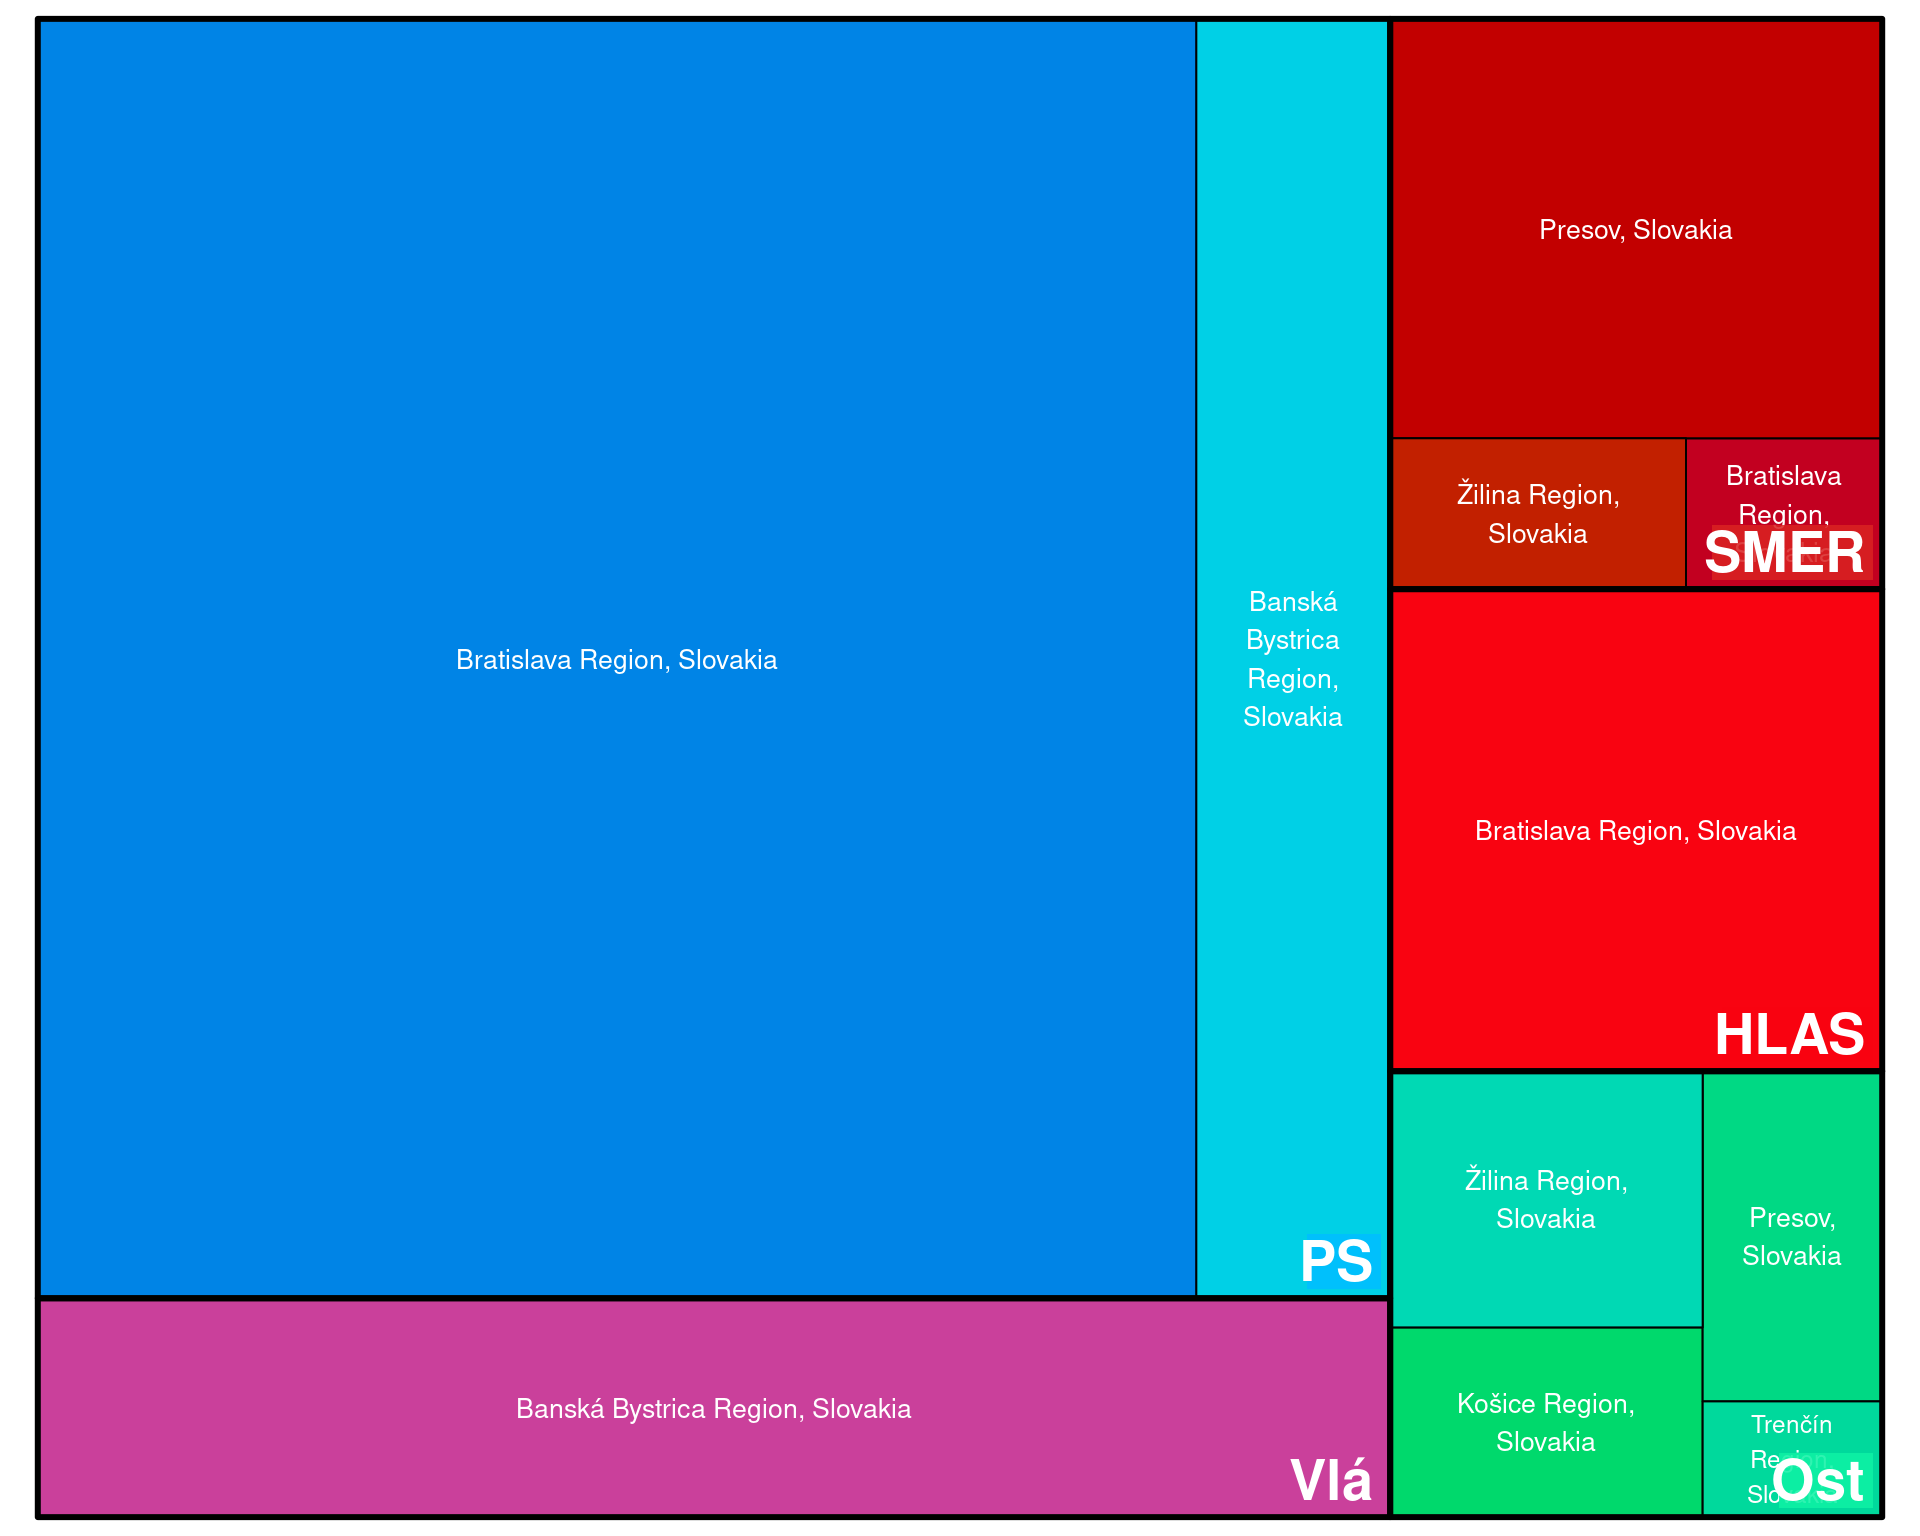 Bratislava Region, Slovakia
Banská
Bystrica
Region,
Slovakia
PS
Banská Bystrica Region, Slovakia
Vlá
Presov, Slovakia
Žilina Region,
Slovakia
Bratislava
Region,
SMER
Bratislava Region, Slovakia
HLAS
Žilina Region,
Slovakia
Presov,
Slovakia
Košice Region,
Slovakia
Trenčín
Ost